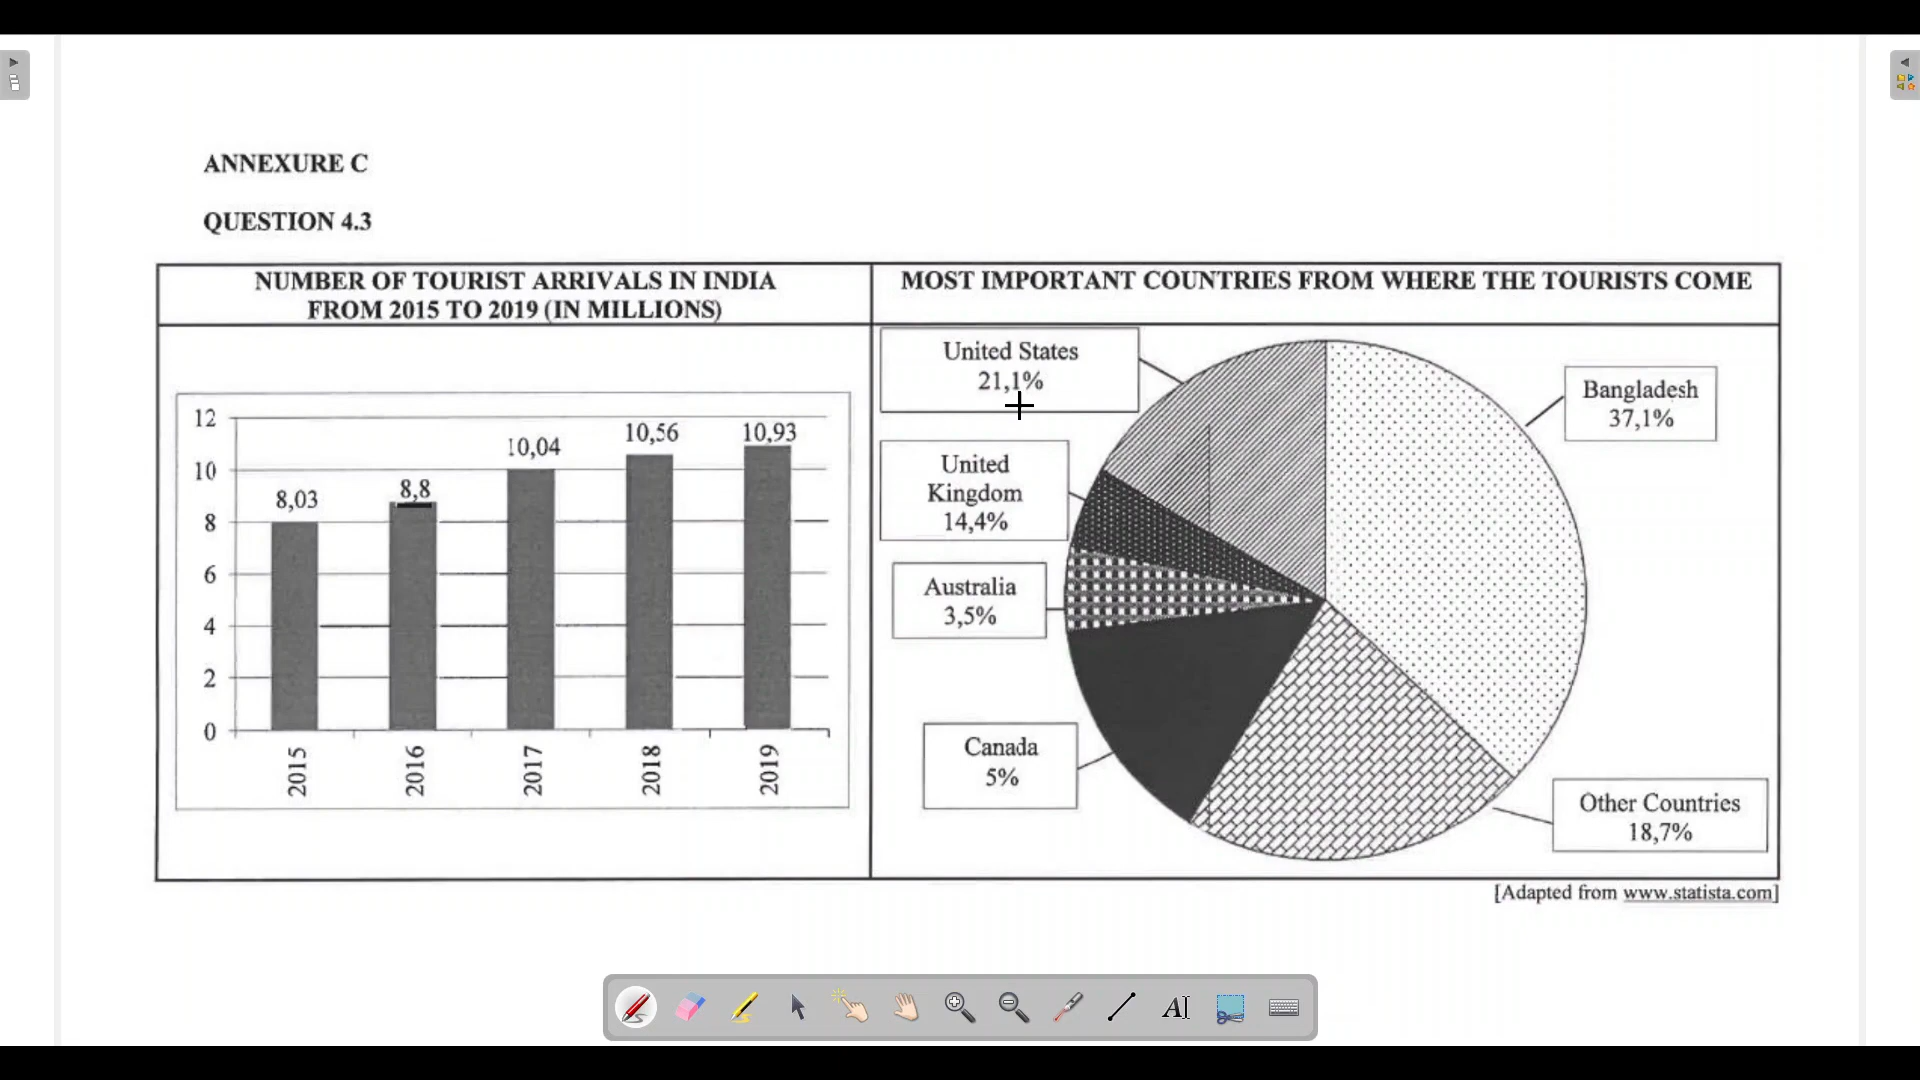 ANNEXURE C
QUESTION 4.3
NUMBER OF TOURIST ARRIVALS IN INDIA
FROM 2015 TO 2019 (IN MILLIONS)
12
10
8
6
4
2
0
8,03
8,8
10,04
10,56
10,93
2015
2016
2017
2018
2019
MOST IMPORTANT COUNTRIES FROM WHERE THE TOURISTS COME
United States
21,1%
United
Kingdom
14,4%
Australia
3,5%
Canada
5%
Bangladesh
37,1%
Other Countries
18,7%
[Adapted from www.statista.com]
A